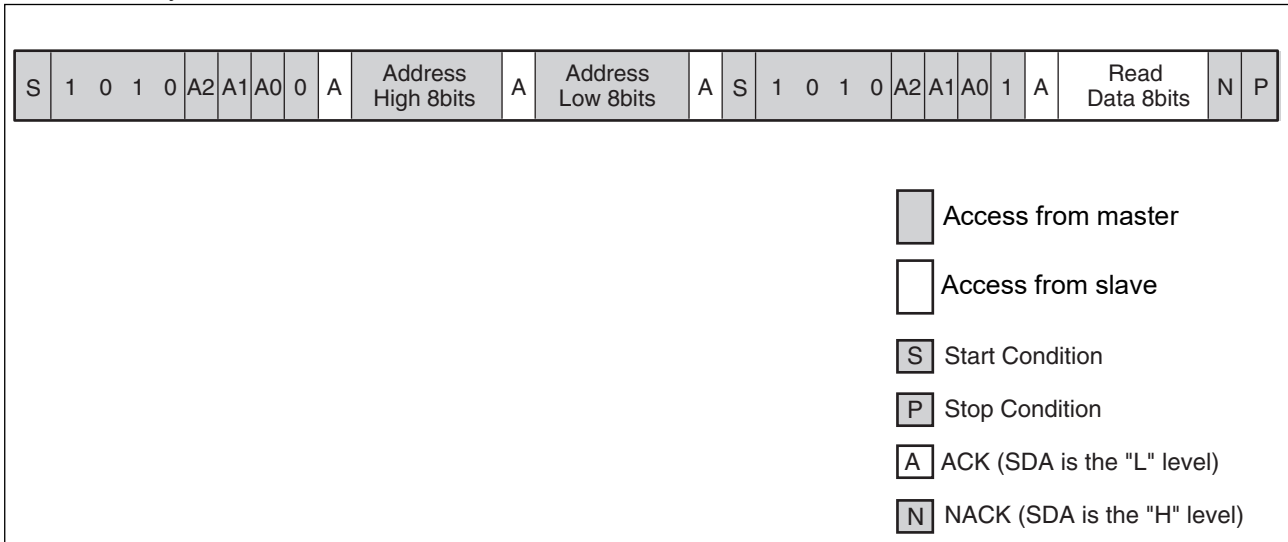 S 1 0 1 0 A2 A1 A0 0 A Address High 8bits A Address Low 8bits A S 1 0 1 0 A2 A1 A0 1 A Read Data 8bits N P
Access from master
Access from slave
S Start Condition
P Stop Condition
A ACK (SDA is the "L" level)
N NACK (SDA is the "H" level)